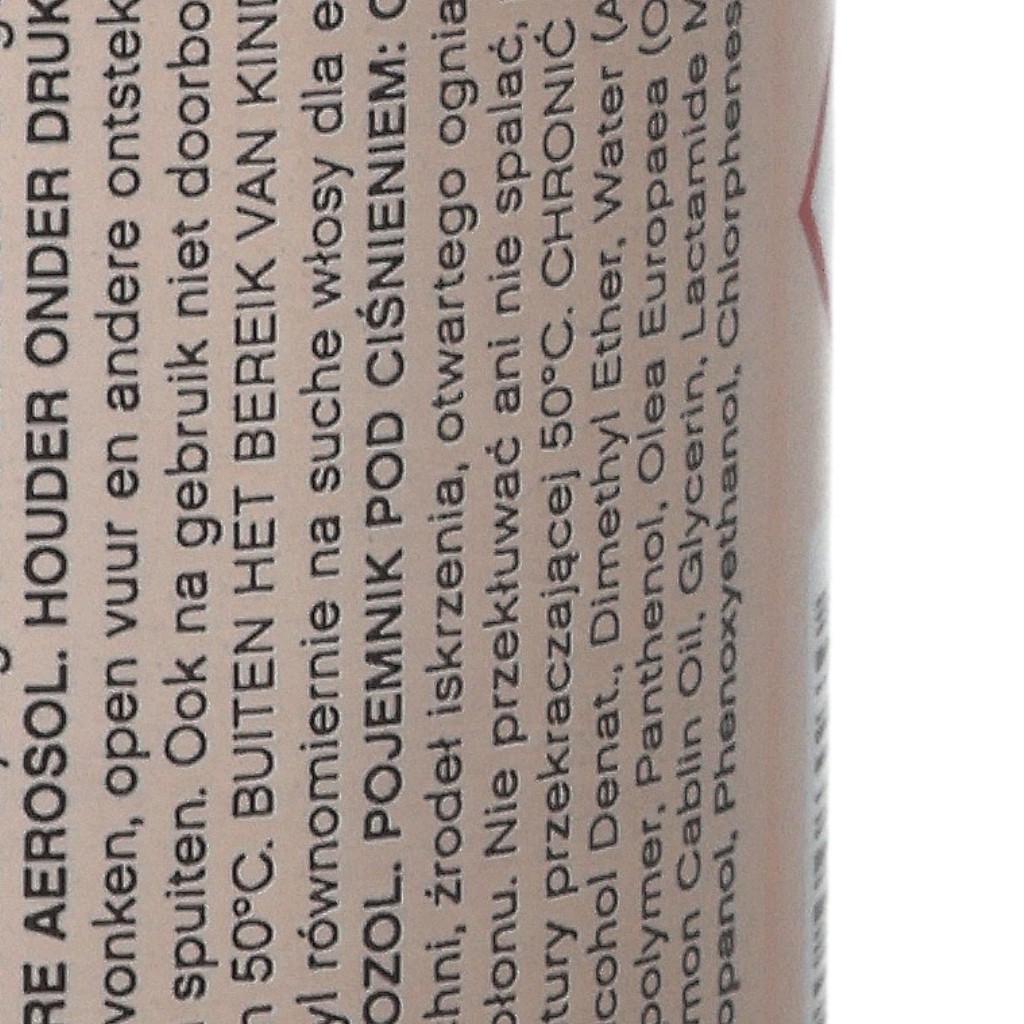 RE AEROSOL. HOUDER ONDER DRUK
vonken, open vuur en andere ontstek
spuiten. Ook na gebruik niet doorbo
50°C. BUITEN HET BEREIK VAN KIND
yl równomiernie na suche włosy dla e
OZOL. POJEMNIK POD CIŚNIENIEM:
hni, źrodeł iskrzenia, otwartego ognia
płonu. Nie przekłuwać ani nie spalać,
tury przekraczającej 50°C. CHRONIĆ
lcohol Denat., Dimethyl Ether, Water (A
polymer, Panthenol, Olea Europaea (O
mon Cablin Oil, Glycerin, Lactamide M
opanol, Phenoxyethanol, Chlorphenes